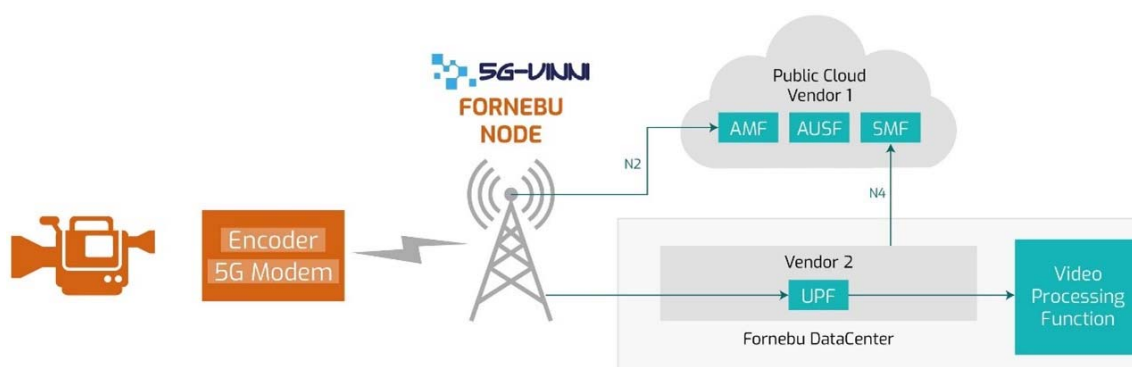 5G-VINNI
FORNEBU
NODE
Public Cloud
Vendor 1
AMF AUSF SMF
N2
N4
Encoder
5G Modem
Vendor 2
UPF
Video
Processing
Function
Fornebu DataCenter